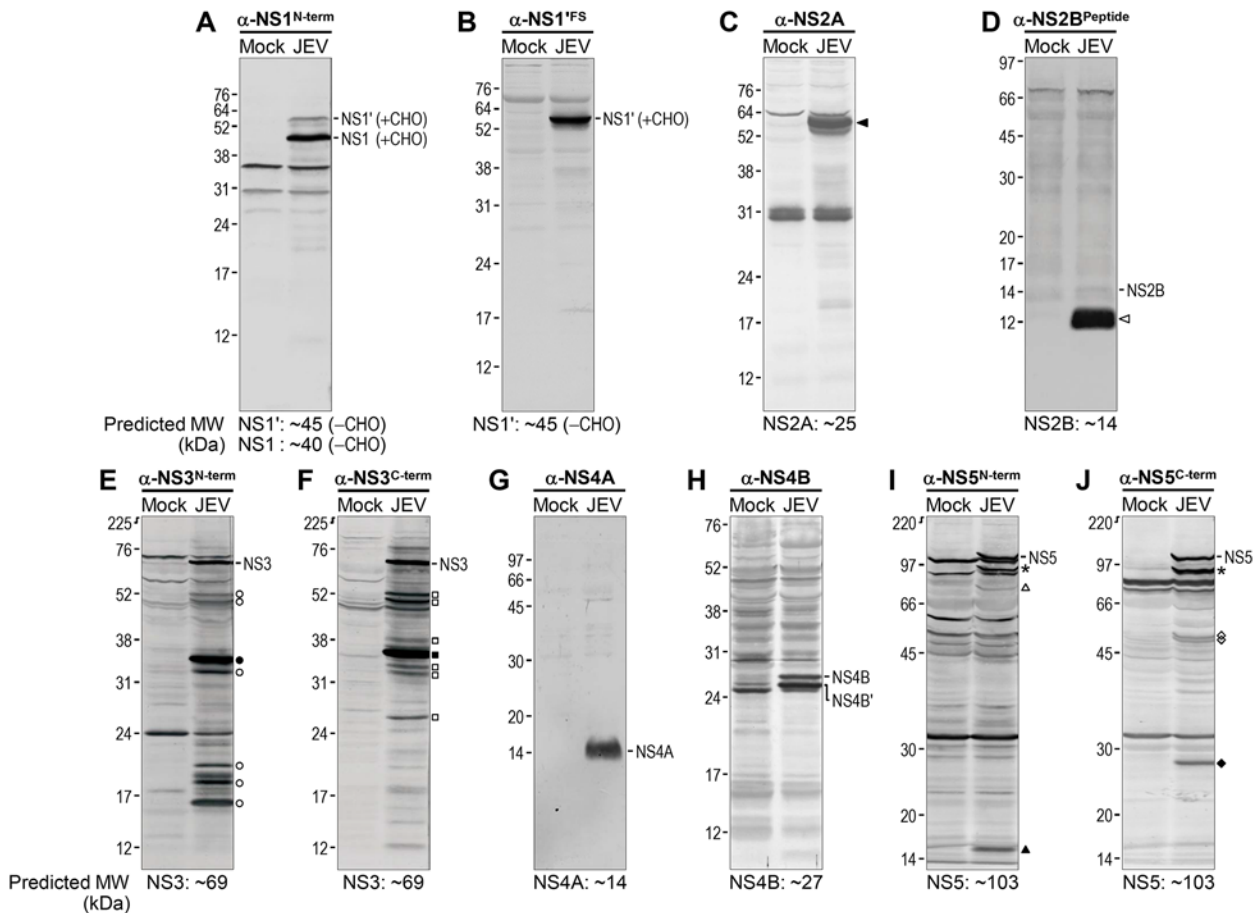 A α-NS1N-term
Mock JEV
76
64
52
38
31
24
17
12
NS1' (+CHO)
NS1 (+CHO)
B α-NS1'FS
Mock JEV
76
64
52
38
31
24
17
12
NS1' (+CHO)
C α-NS2A
Mock JEV
76
64
52
38
31
24
17
12
D α-NS2BPeptide
Mock JEV
97
66
30
20
17
14
12
NS2B
Predicted MW (kDa)
NS1': ~45 (−CHO)
NS1 : ~40 (−CHO)
NS1': ~45 (−CHO)
NS2A: ~25
NS2B: ~14
E α-NS3N-term
Mock JEV
225
76
52
38
31
24
17
12
NS3
F α-NS3C-term
Mock JEV
225
76
52
38
31
24
17
12
NS3
G α-NS4A
Mock JEV
97
66
45
30
20
14
NS4A
H α-NS4B
Mock JEV
76
52
38
31
24
17
12
NS4B
NS4B'
I α-NS5N-term
Mock JEV
220
97
66
45
30
20
14
NS5
*
J α-NS5C-term
Mock JEV
220
97
66
45
30
20
14
NS5
*
Predicted MW (kDa)
NS3: ~69
NS3: ~69
NS4A: ~14
NS4B: ~27
NS5: ~103
NS5: ~103